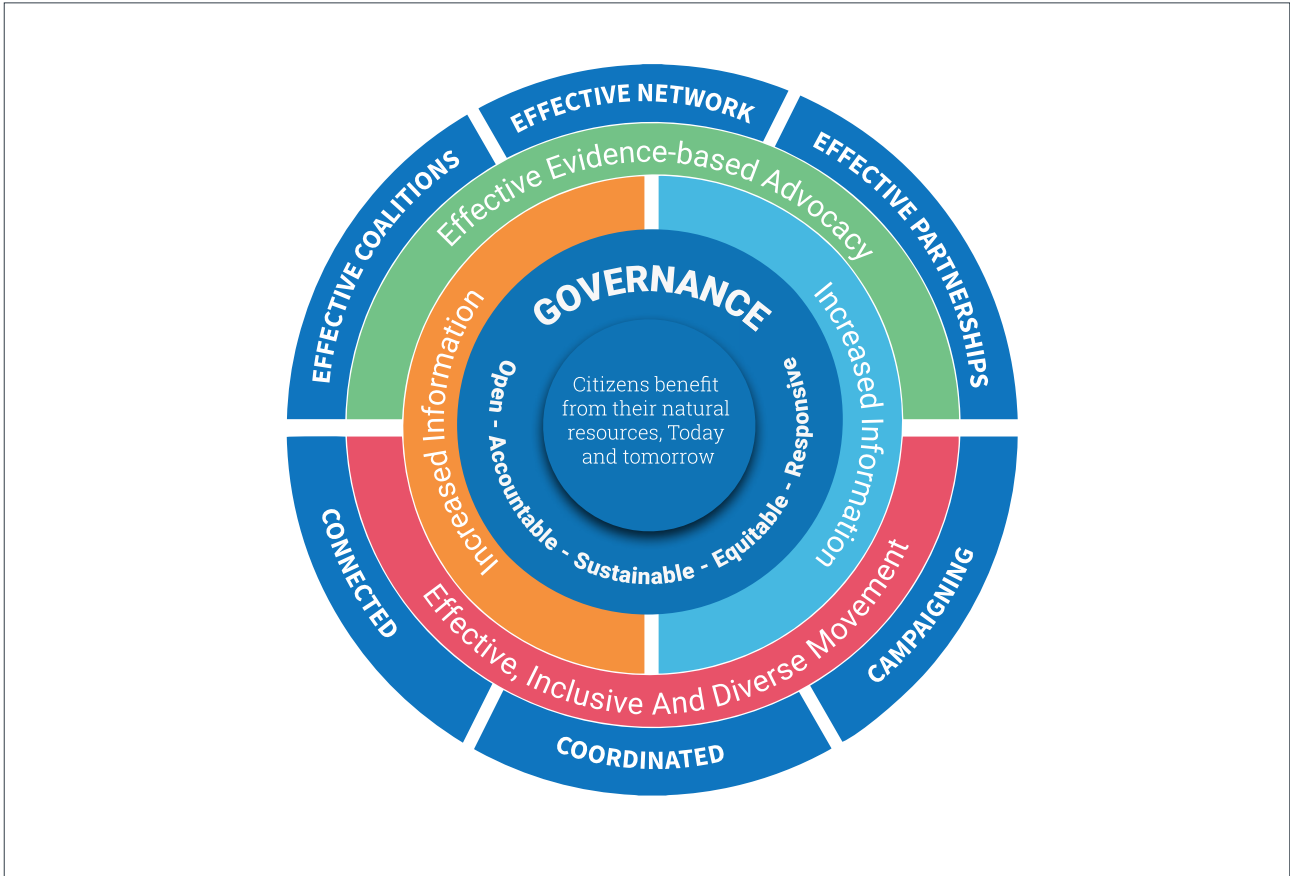 EFFECTIVE COALITIONS
EFFECTIVE NETWORK
EFFECTIVE PARTNERSHIPS
Effective Evidence-based Advocacy
Increased Information
Increased Information
GOVERNANCE
Open - Accountable - Sustainable - Equitable - Responsive
Citizens benefit
from their natural
resources, Today
and tomorrow
Effective, Inclusive And Diverse Movement
CONNECTED
COORDINATED
CAMPAIGNING